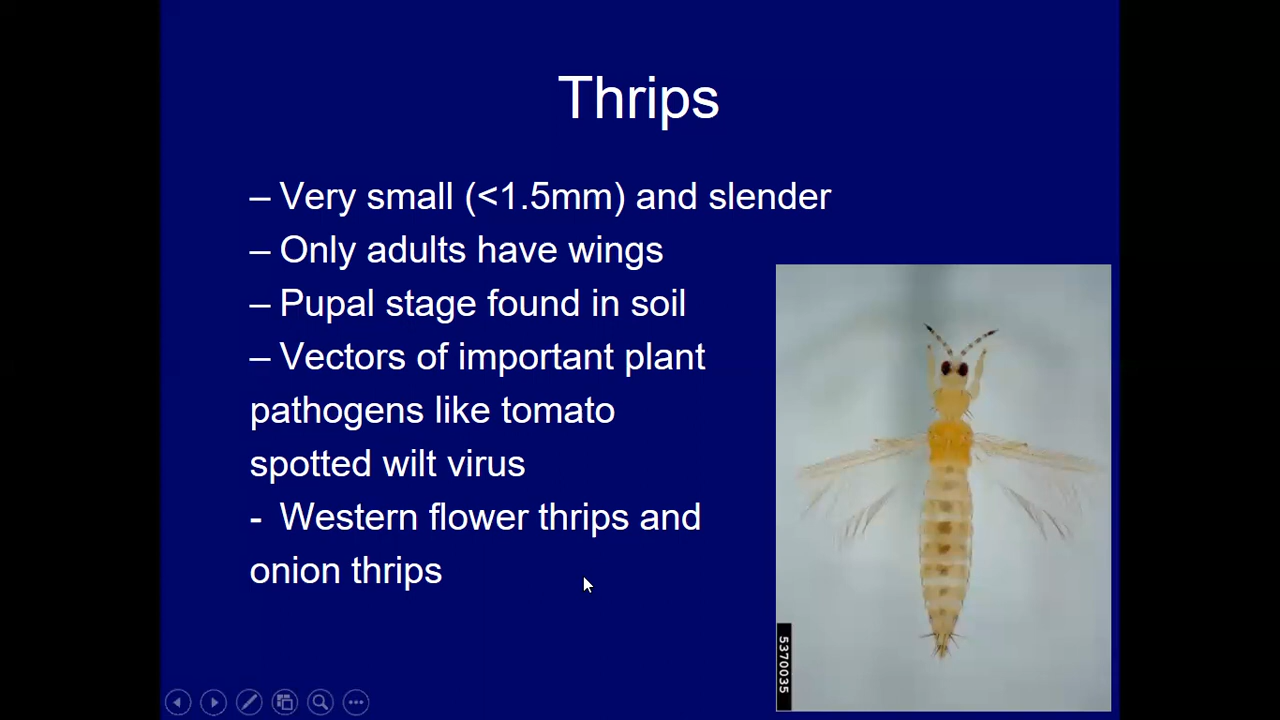 Thrips
– Very small (<1.5mm) and slender
– Only adults have wings
– Pupal stage found in soil
– Vectors of important plant
pathogens like tomato
spotted wilt virus
- Western flower thrips and
onion thrips
5370035